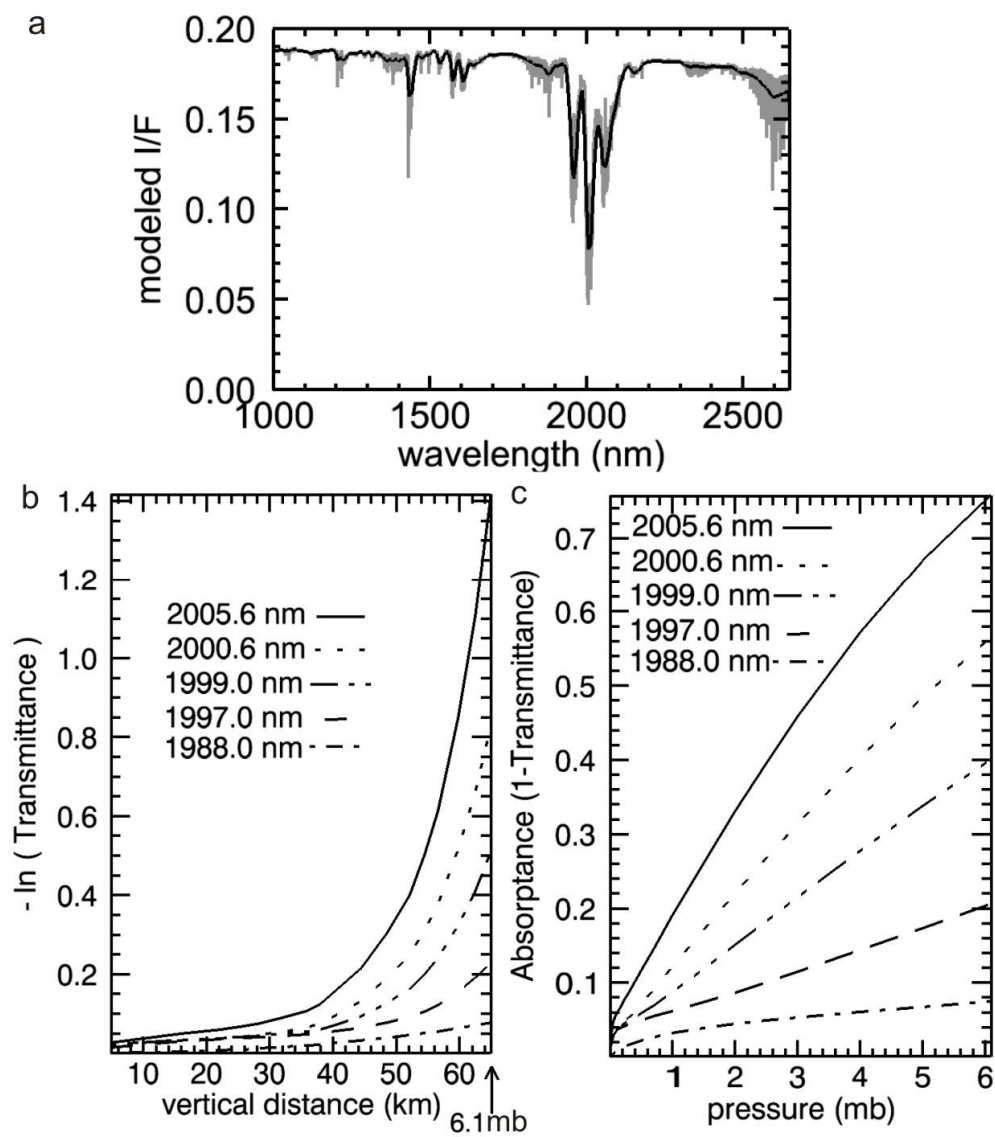 a
0.20
0.15
0.10
0.05
0.00
modeled I/F
1000 1500 2000 2500
wavelength (nm)
b
1.4
1.2
1.0
0.8
0.6
0.4
0.2
- ln ( Transmittance )
2005.6 nm
2000.6 nm
1999.0 nm
1997.0 nm
1988.0 nm
10 20 30 40 50 60
vertical distance (km)
6.1mb
c
0.7
0.6
0.5
0.4
0.3
0.2
0.1
Absorptance (1-Transmittance)
2005.6 nm
2000.6 nm
1999.0 nm
1997.0 nm
1988.0 nm
1 2 3 4 5 6
pressure (mb)